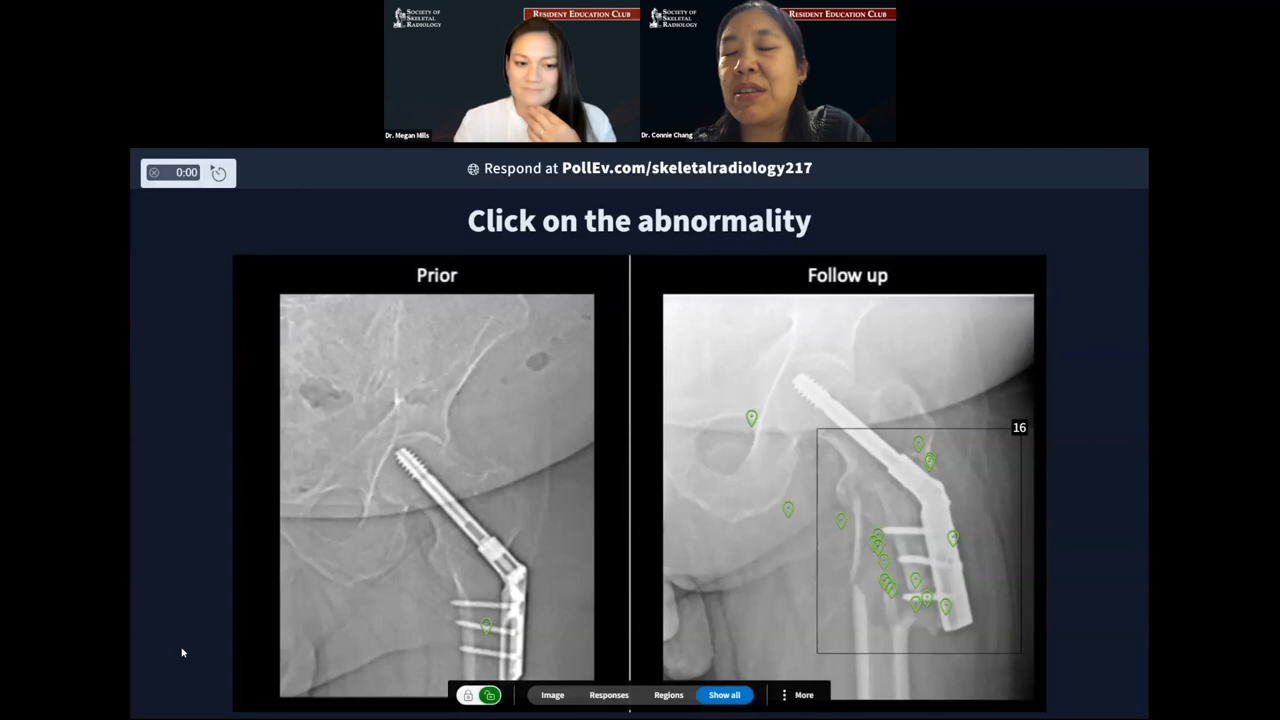 SOCIETY OF
SKELETAL
RADIOLOGY
RESIDENT EDUCATION CLUB
Dr. Megan Mills
SOCIETY OF
SKELETAL
RADIOLOGY
RESIDENT EDUCATION CLUB
Dr. Connie Chang
0:00
Respond at PollEv.com/skeletalradiology217
Click on the abnormality
Prior
Follow up
16
Image
Responses
Regions
Show all
More